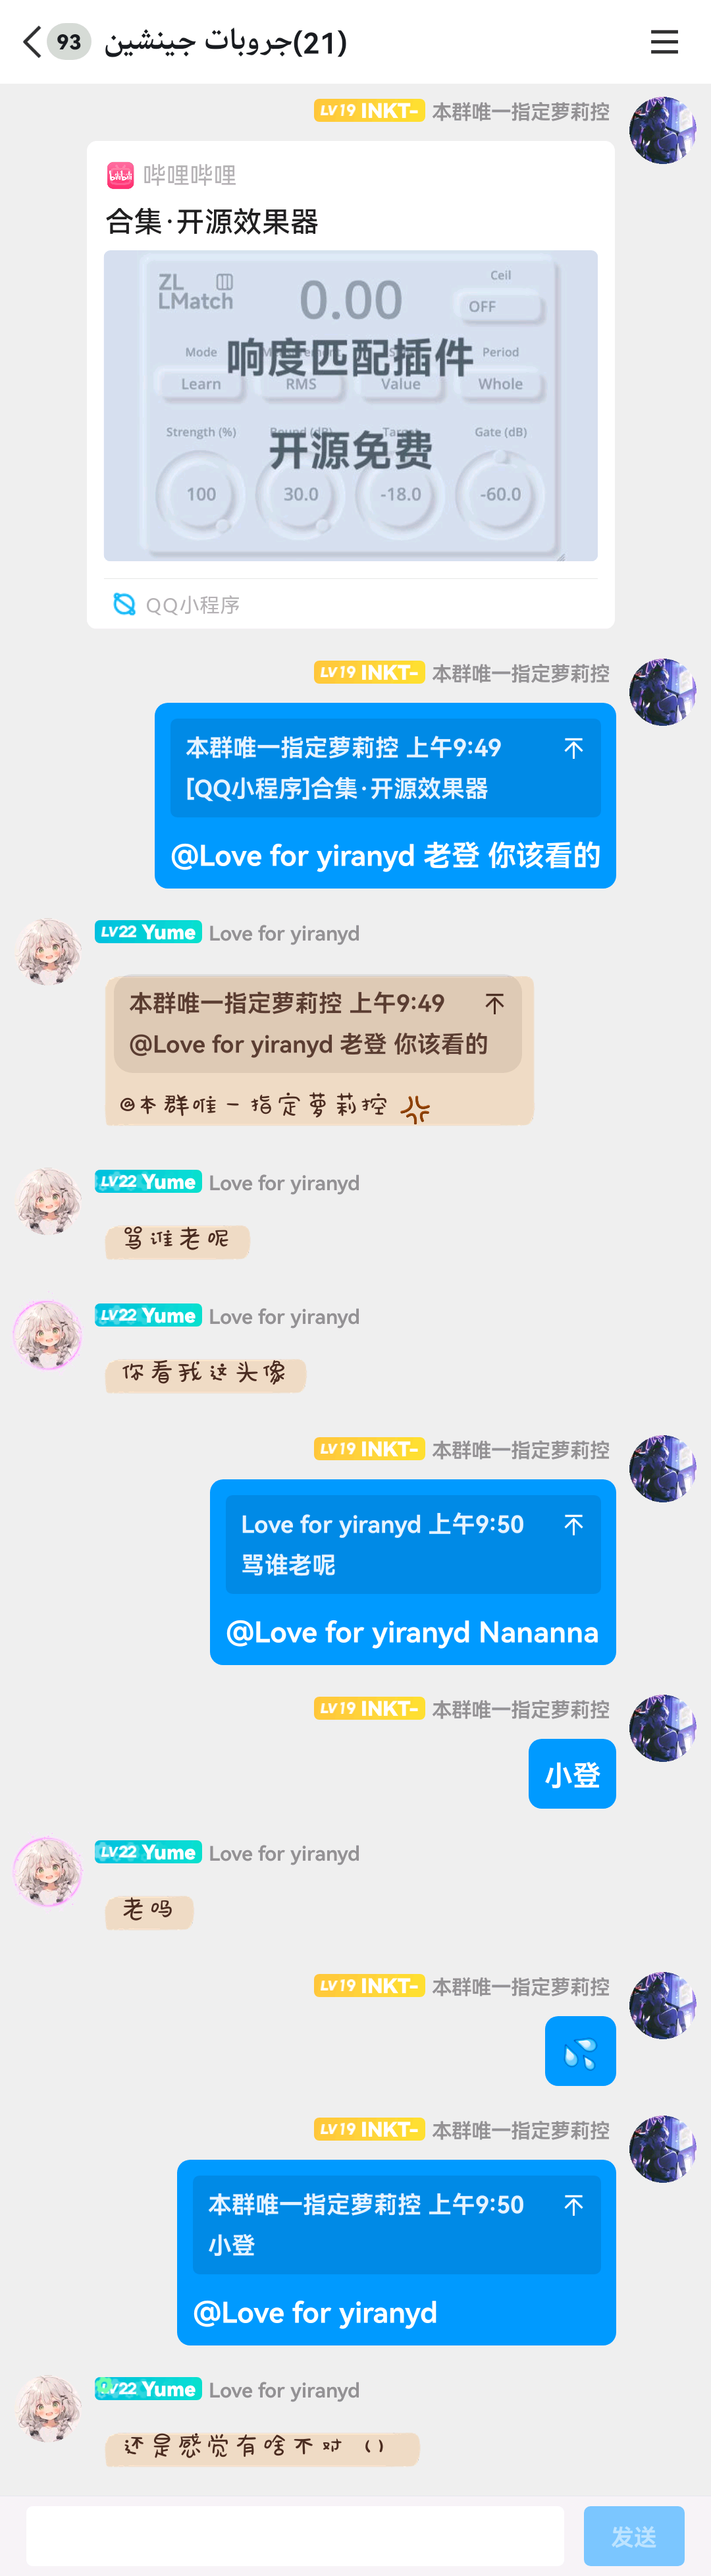 93
جروبات جينشين(21)
LV19 INKT- 本群唯一指定萝莉控
bilibili 哔哩哔哩
合集·开源效果器
ZL
LMatch
0.00
Ceil
OFF
响度匹配插件
Mode
Period
Learn
RMS
Value
Whole
开源免费
Strength (%)
Bound (dB)
Target
Gate (dB)
100
30.0
-18.0
-60.0
QQ小程序
LV19 INKT- 本群唯一指定萝莉控
本群唯一指定萝莉控 上午9:49
[QQ小程序]合集·开源效果器
@Love for yiranyd 老登 你该看的
LV22 Yume Love for yiranyd
本群唯一指定萝莉控 上午9:49
@Love for yiranyd 老登 你该看的
@本群唯一指定萝莉控 💢
LV22 Yume Love for yiranyd
骂谁老呢
LV22 Yume Love for yiranyd
你看我这头像
LV19 INKT- 本群唯一指定萝莉控
Love for yiranyd 上午9:50
骂谁老呢
@Love for yiranyd Nananna
LV19 INKT- 本群唯一指定萝莉控
小登
LV22 Yume Love for yiranyd
老吗
LV19 INKT- 本群唯一指定萝莉控
💦
LV19 INKT- 本群唯一指定萝莉控
本群唯一指定萝莉控 上午9:50
小登
@Love for yiranyd
22 Yume Love for yiranyd
还是感觉有啥不对 ()
发送